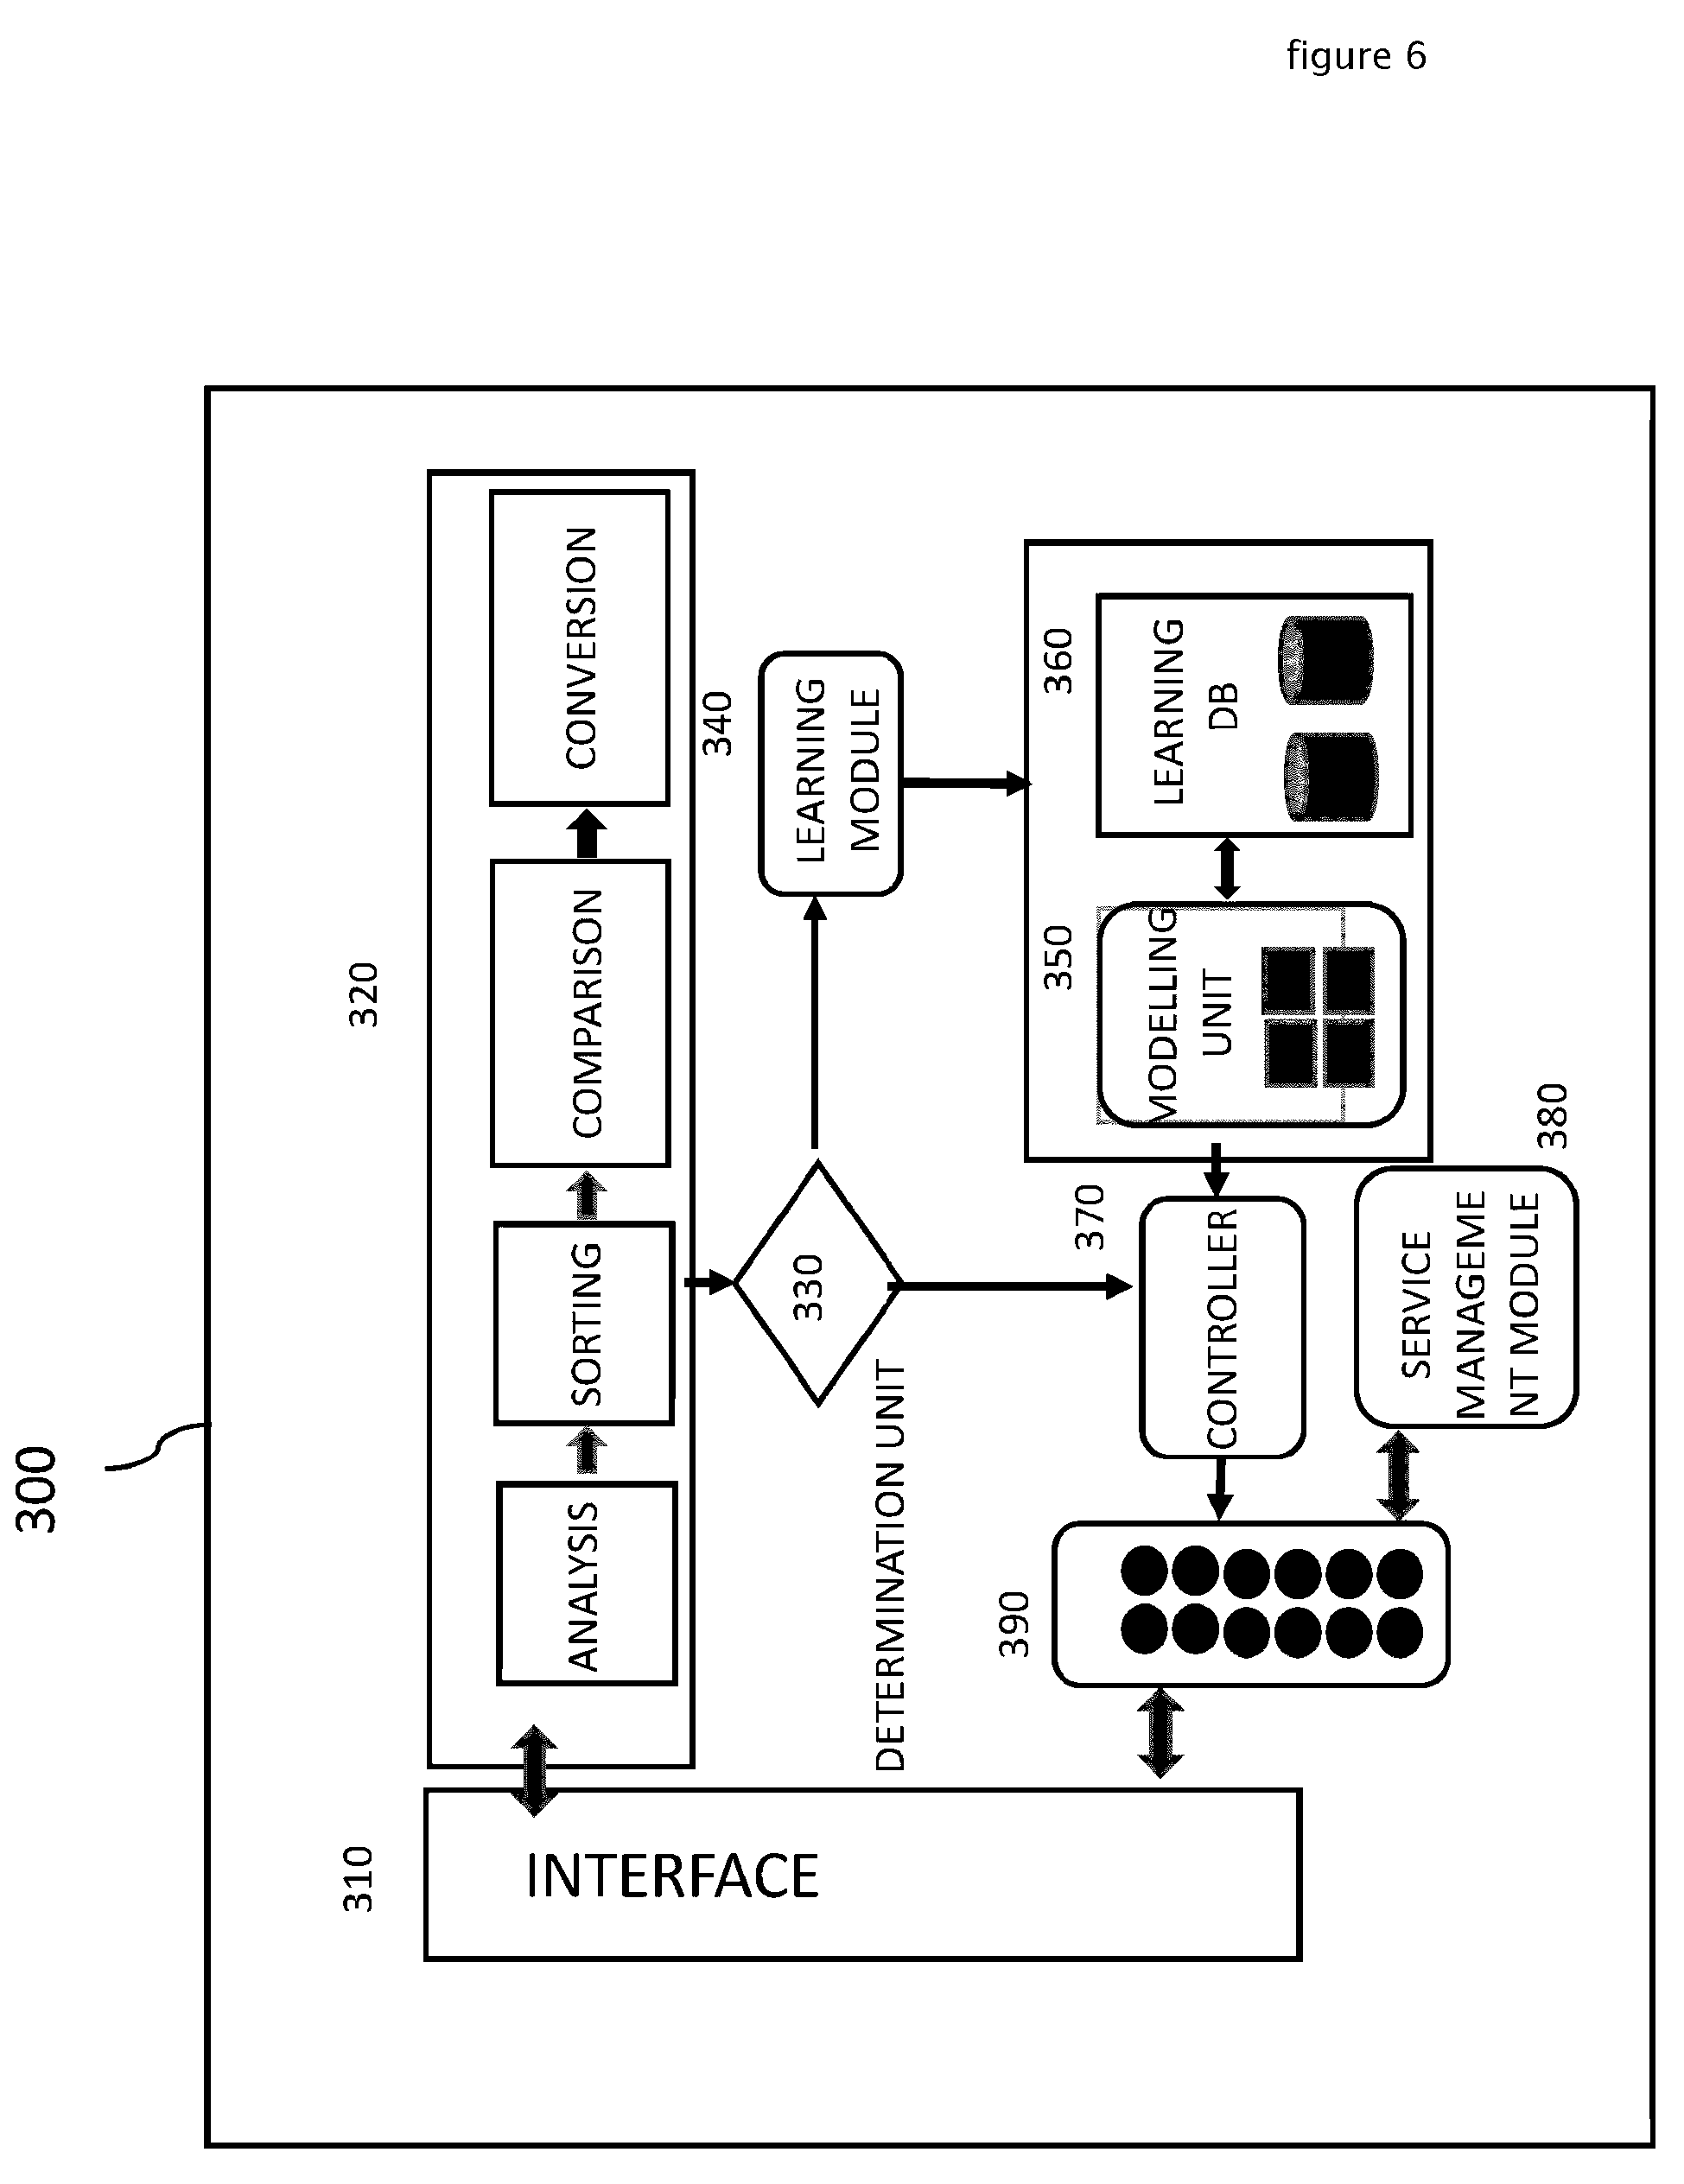 figure 6
300
320
ANALYSIS
SORTING
COMPARISON
CONVERSION
310
INTERFACE
330
DETERMINATION UNIT
340
LEARNING
MODULE
350
MODELLING
UNIT
360
LEARNING
DB
370
CONTROLLER
380
SERVICE
MANAGEME
NT MODULE
390